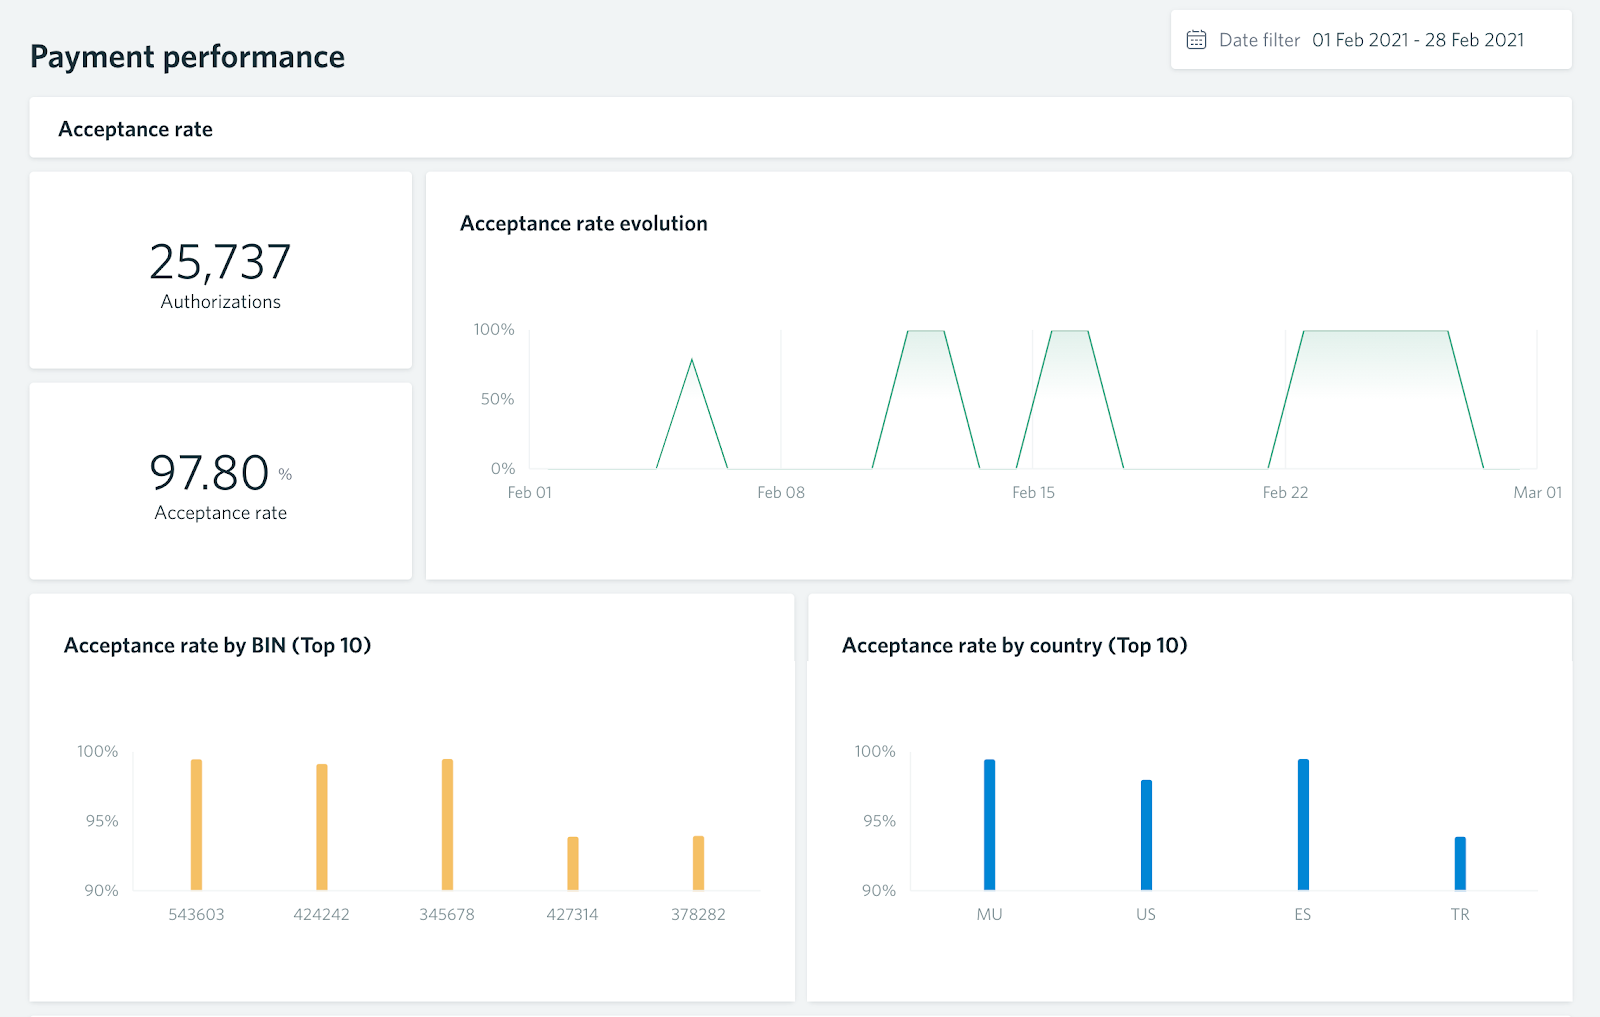 Payment performance
Date filter 01 Feb 2021 - 28 Feb 2021
Acceptance rate
25,737
Authorizations
97.80 %
Acceptance rate
Acceptance rate evolution
100%
50%
0%
Feb 01 Feb 08 Feb 15 Feb 22 Mar 01
Acceptance rate by BIN (Top 10)
100%
95%
90%
543603 424242 345678 427314 378282
Acceptance rate by country (Top 10)
100%
95%
90%
MU US ES TR